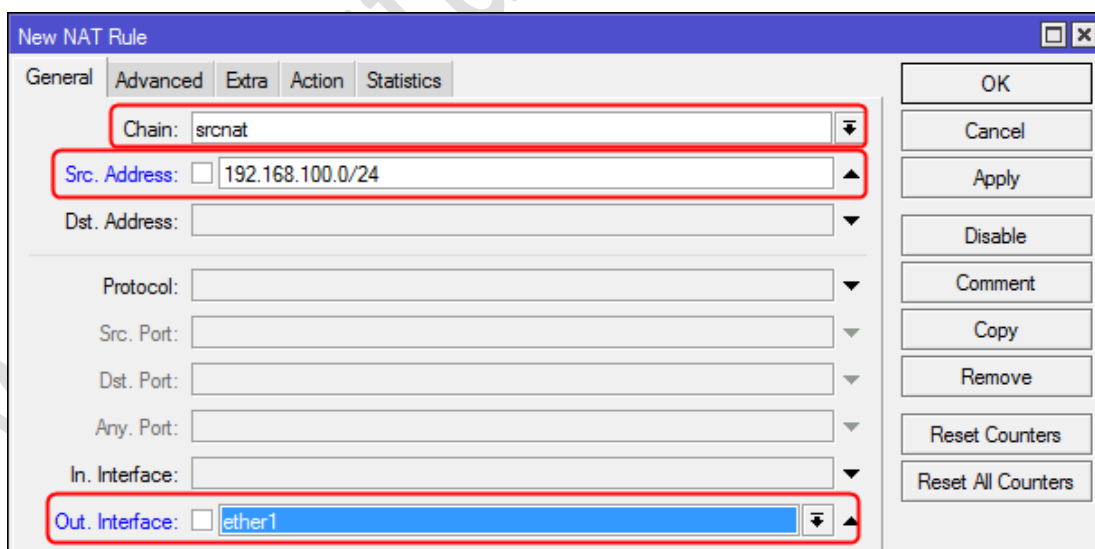 New NAT Rule
General Advanced Extra Action Statistics
Chain: srcnat
Src. Address: 192.168.100.0/24
Dst. Address:
Protocol:
Src. Port:
Dst. Port:
Any. Port:
In. Interface:
Out. Interface: ether1
OK
Cancel
Apply
Disable
Comment
Copy
Remove
Reset Counters
Reset All Counters